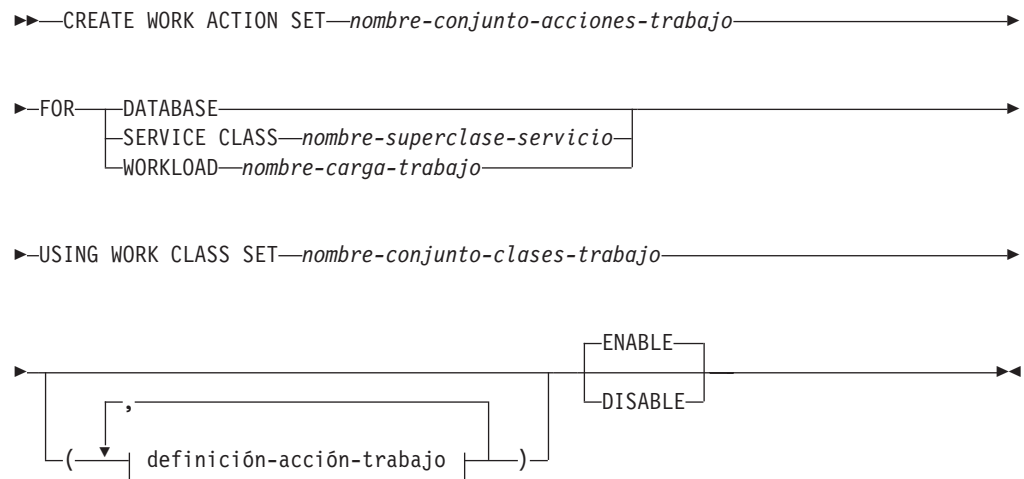 CREATE WORK ACTION SET nombre-conjunto-acciones-trabajo
FOR DATABASE
SERVICE CLASS nombre-superclase-servicio
WORKLOAD nombre-carga-trabajo
USING WORK CLASS SET nombre-conjunto-clases-trabajo
ENABLE
DISABLE
,
( definición-acción-trabajo )